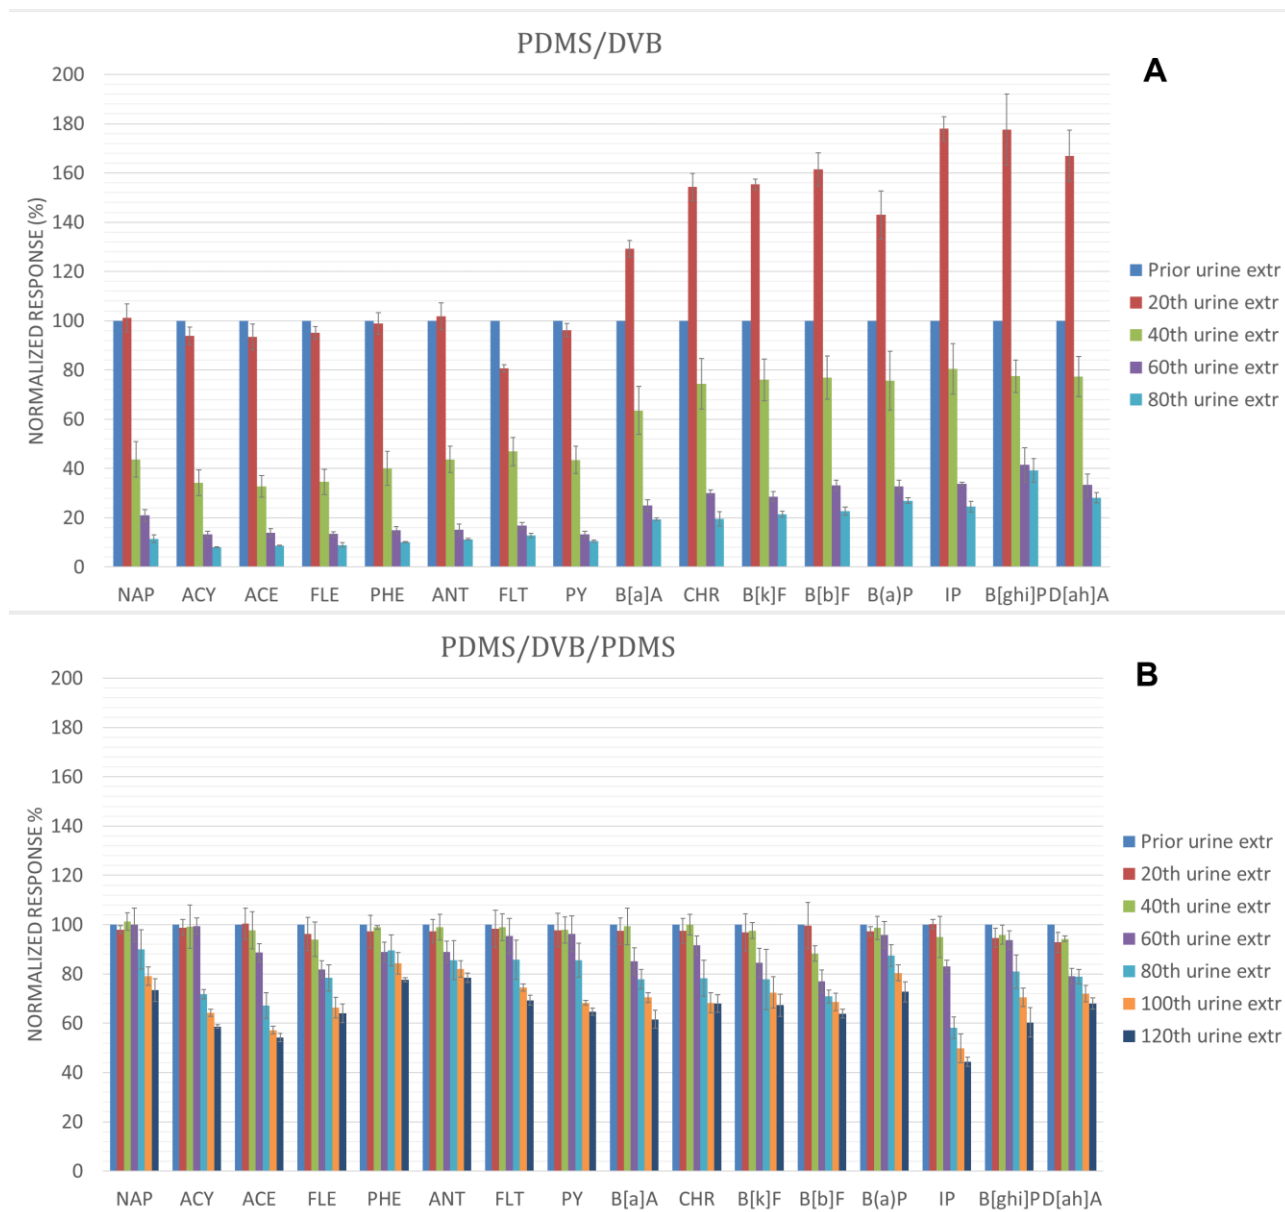 PDMS/DVB
A
NORMALIZED RESPONSE (%)
200
180
160
140
120
100
80
60
40
20
0
NAP ACY ACE FLE PHE ANT FLT PY B[a]A CHR B[k]F B[b]F B(a)P IP B[ghi]P D[ah]A
Prior urine extr
20th urine extr
40th urine extr
60th urine extr
80th urine extr
PDMS/DVB/PDMS
B
NORMALIZED RESPONSE %
200
180
160
140
120
100
80
60
40
20
0
NAP ACY ACE FLE PHE ANT FLT PY B[a]A CHR B[k]F B[b]F B(a)P IP B[ghi]P D[ah]A
Prior urine extr
20th urine extr
40th urine extr
60th urine extr
80th urine extr
100th urine extr
120th urine extr